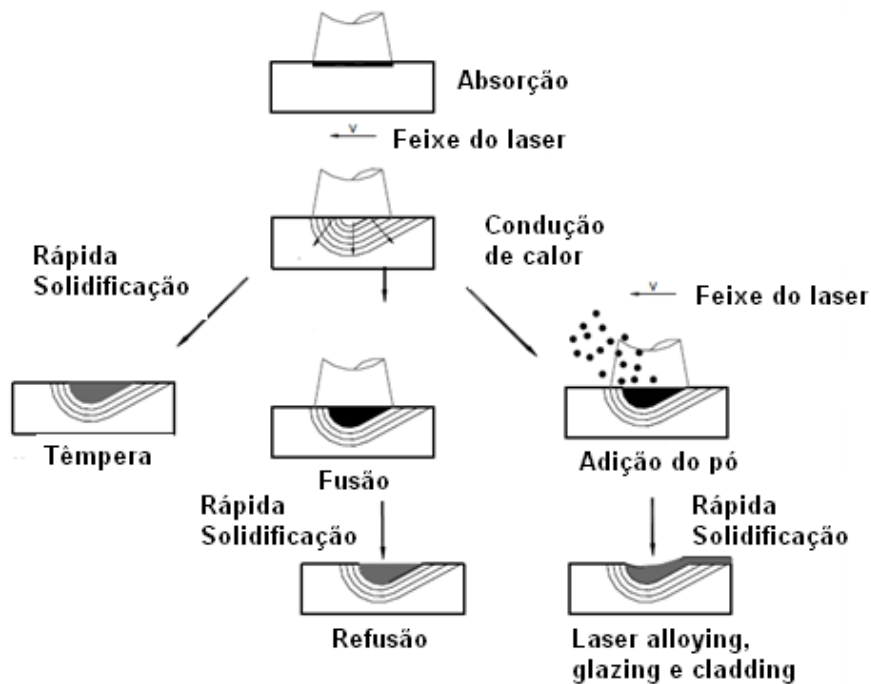 Absorção
v
Feixe do laser
Rápida
Solidificação
Condução
de calor
v
Feixe do laser
Têmpera
Fusão
Adição do pó
Rápida
Solidificação
Rápida
Solidificação
Refusão
Laser alloying,
glazing e cladding